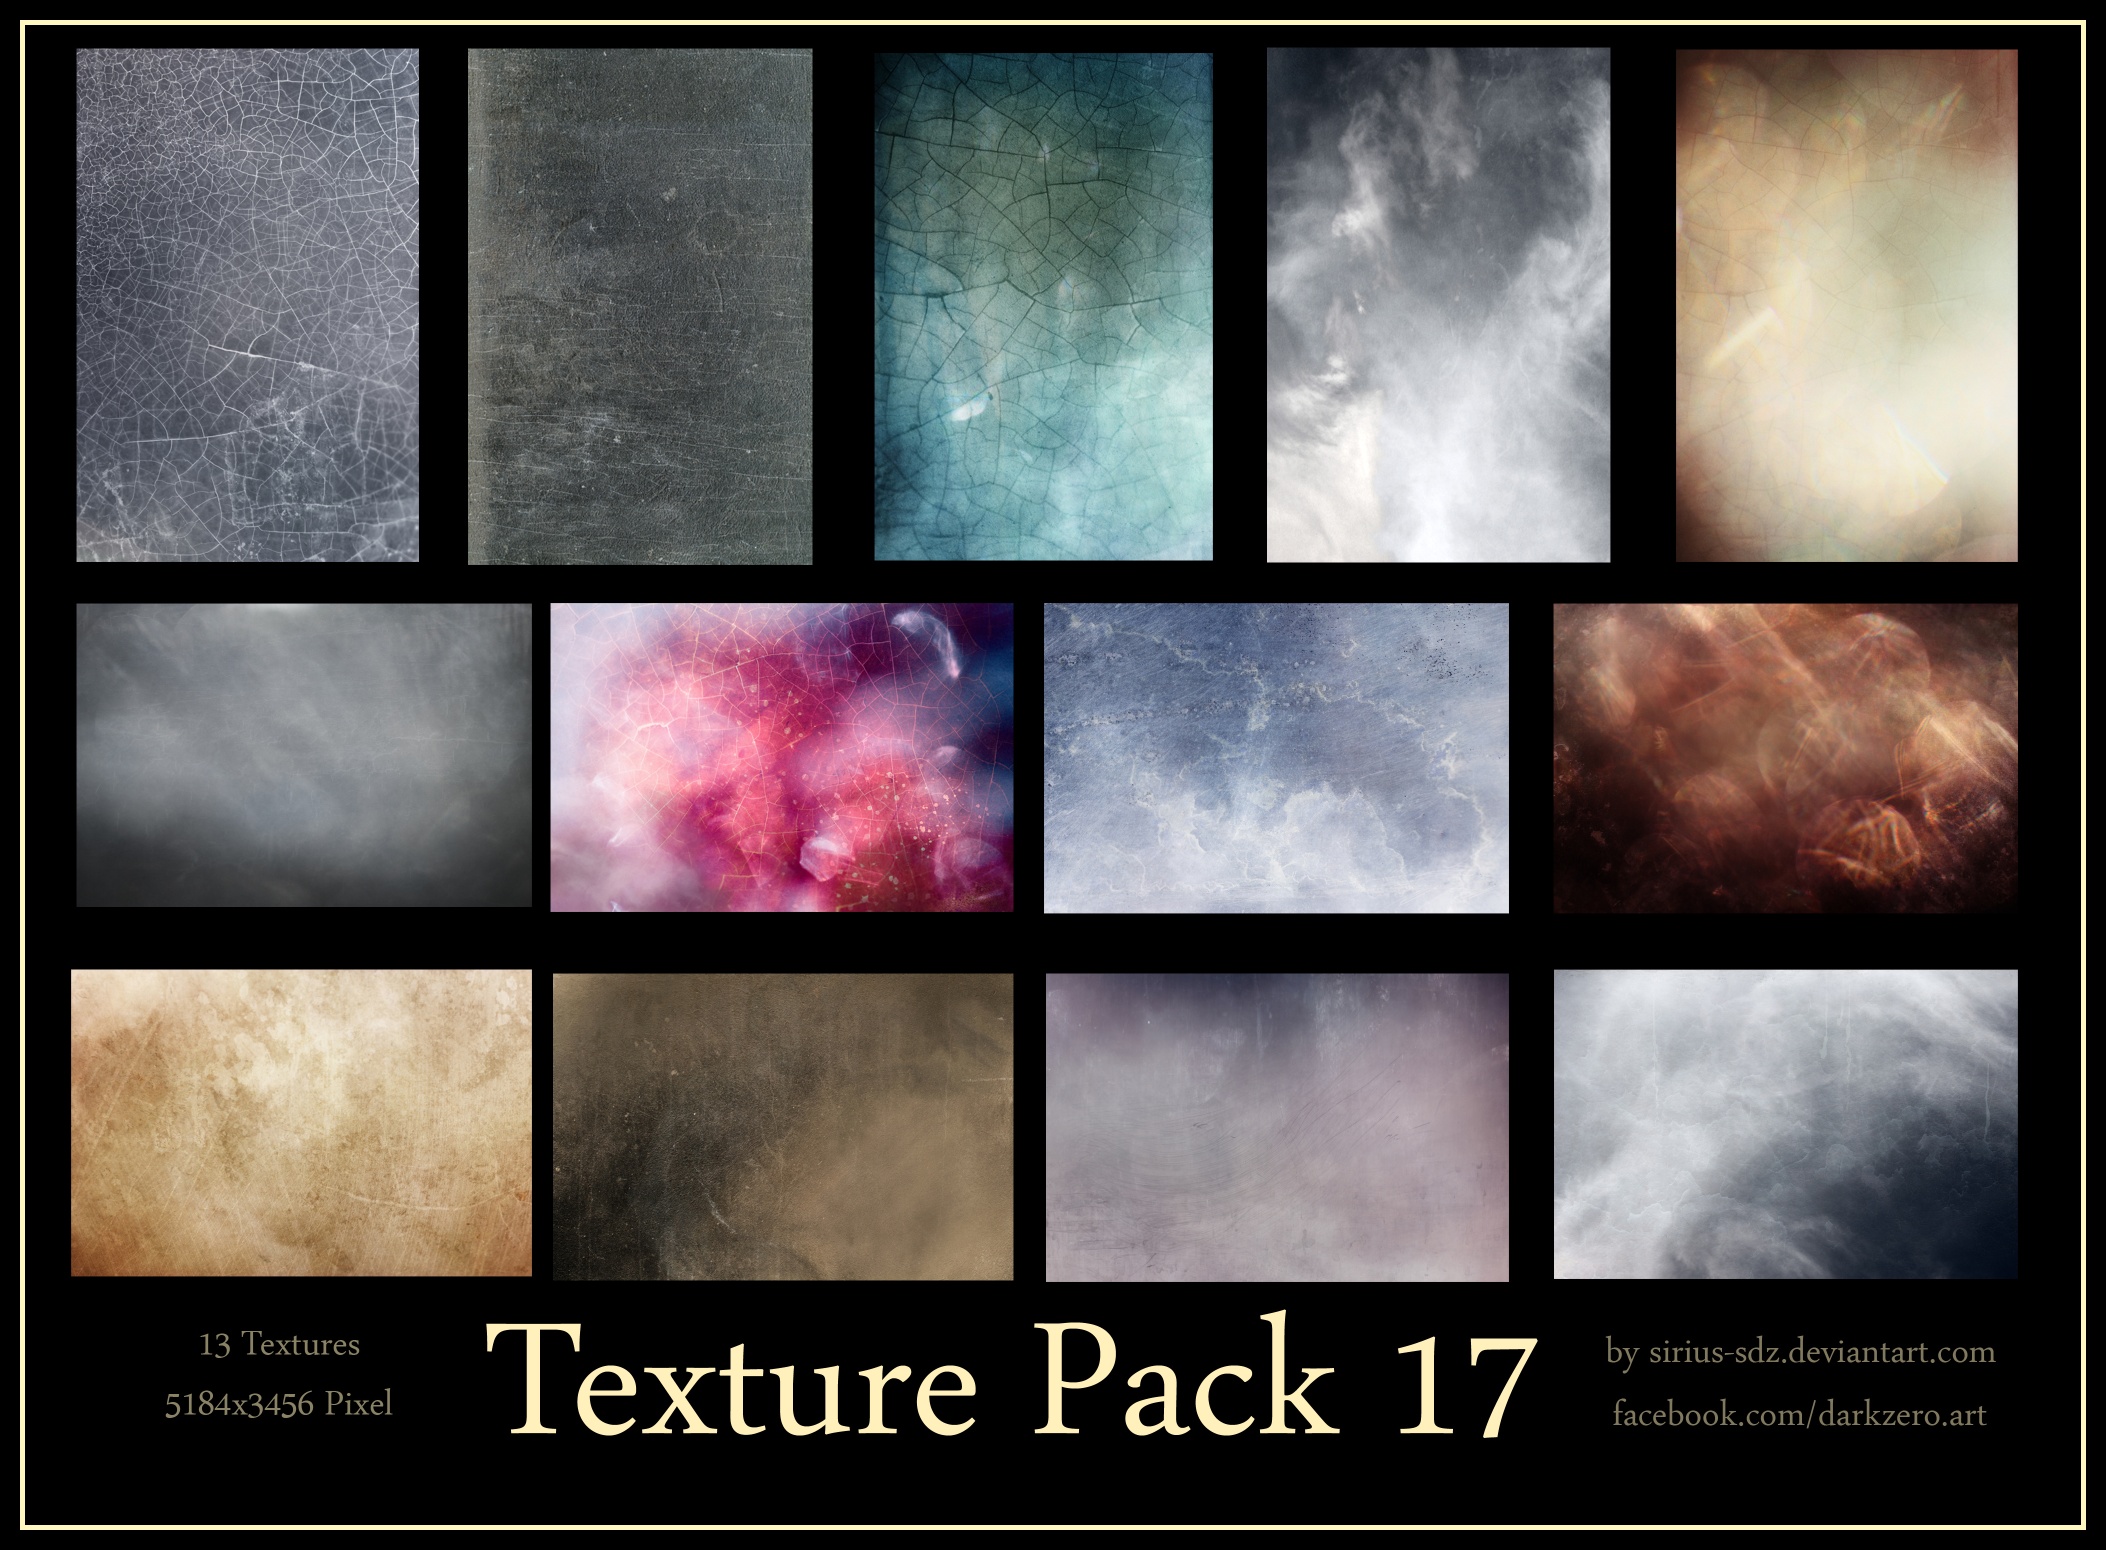 13 Textures
5184x3456 Pixel
Texture Pack 17
by sirius-sdz.deviantart.com
facebook.com/darkzero.art